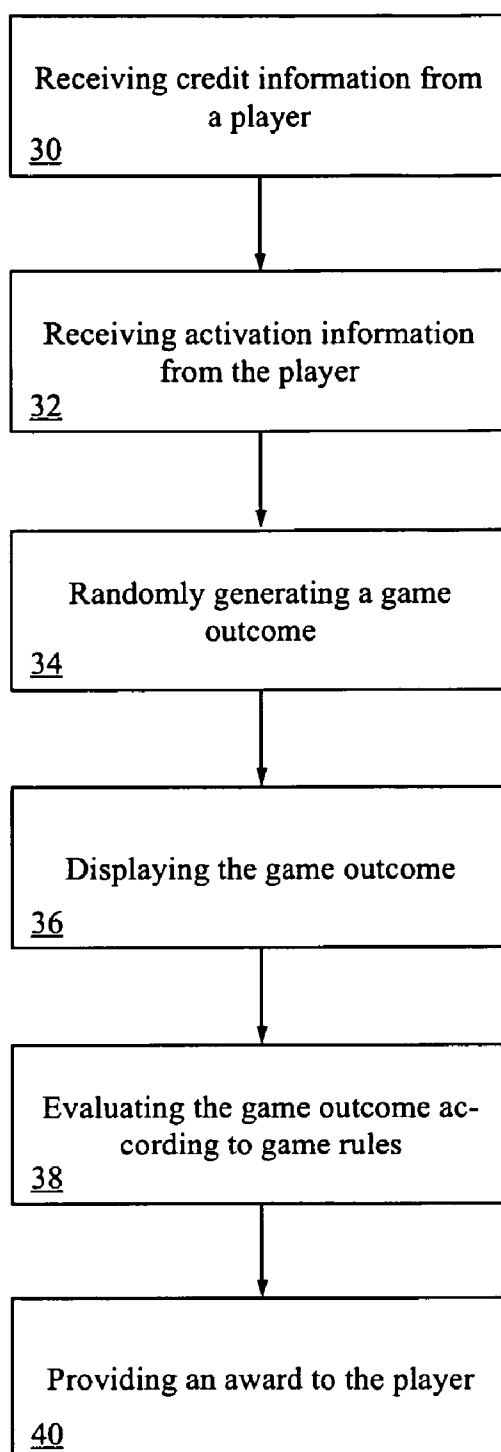 Receiving credit information from
a player
30
Receiving activation information
from the player
32
Randomly generating a game
outcome
34
Displaying the game outcome
36
Evaluating the game outcome ac-
cording to game rules
38
Providing an award to the player
40